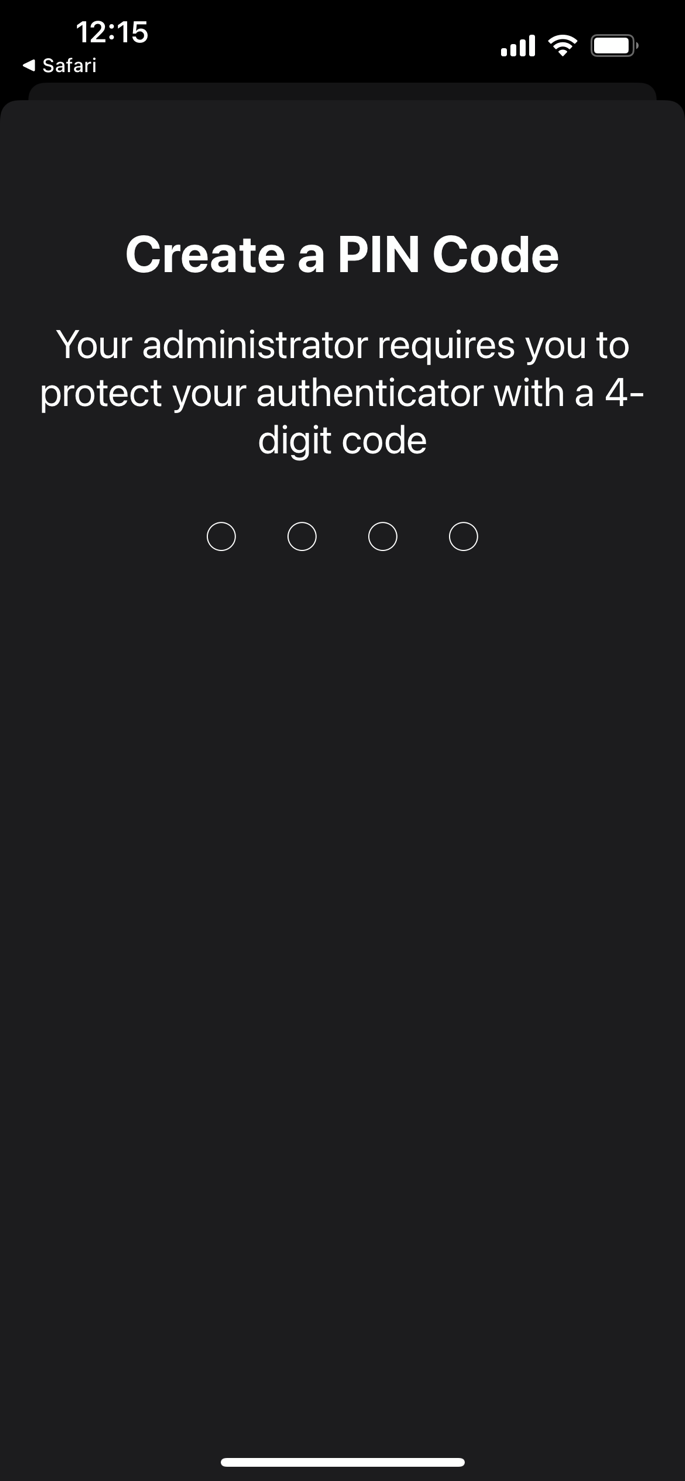 12:15
◀ Safari
Create a PIN Code
Your administrator requires you to
protect your authenticator with a 4-
digit code